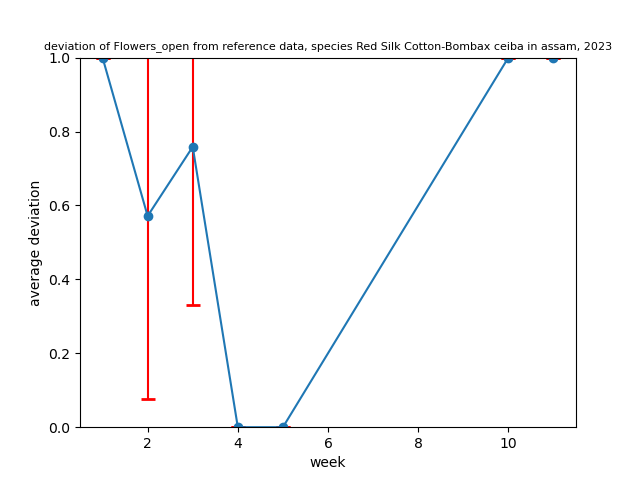 deviation of Flowers_open from reference data, species Red Silk Cotton-Bombax ceiba in assam, 2023
1.0
0.8
0.6
0.4
0.2
0.0
average deviation
2 4 6 8 10
week